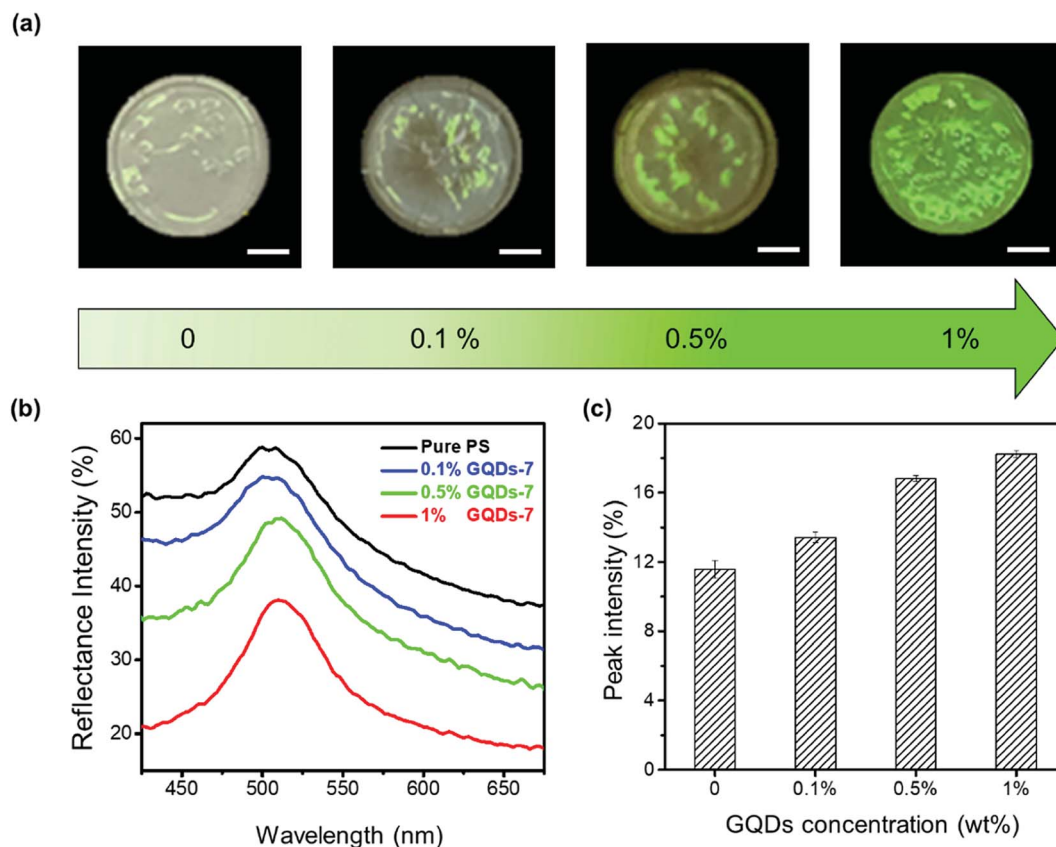 (a)
0 0.1 % 0.5% 1%
(b)
Reflectance Intensity (%)
60
50
40
30
20
Pure PS
0.1% GQDs-7
0.5% GQDs-7
1% GQDs-7
450 500 550 600 650
Wavelength (nm)
(c)
Peak intensity (%)
20
16
12
8
4
0
0 0.1% 0.5% 1%
GQDs concentration (wt%)